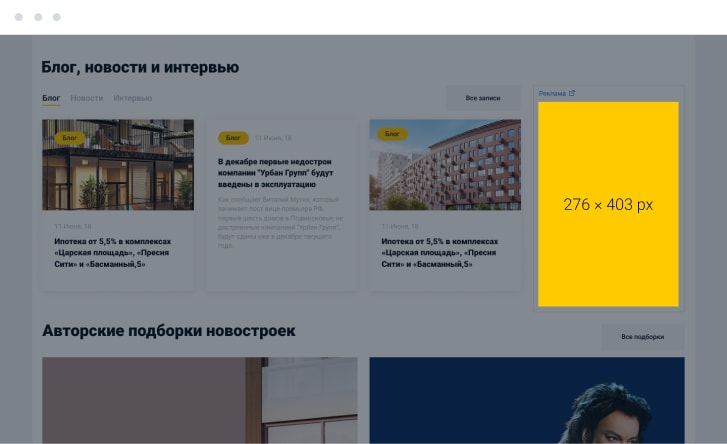 Блог, новости и интервью
Блог Новости Интервью
Все записи
Реклама
Блог
11 Июня, 18
Ипотека от 5,5% в комплексах
«Царская площадь», «Пресня
Сити» и «Басманный,5»
Блог 11 Июня, 18
В декабре первые недострои
компании "Урбан Групп" будут
введены в эксплуатацию
Как сообщает Виталий Мутко, который
занимает пост вице-премьера РФ,
первые шесть домов в Подмосковье, не
достроенные компанией "Урбан Групп",
будут сданы уже в декабре текущего
года.
Блог
11 Июня, 18
Ипотека от 5,5% в комплексах
«Царская площадь», «Пресня
Сити» и «Басманный,5»
276 × 403 px
Авторские подборки новостроек
Все подборки